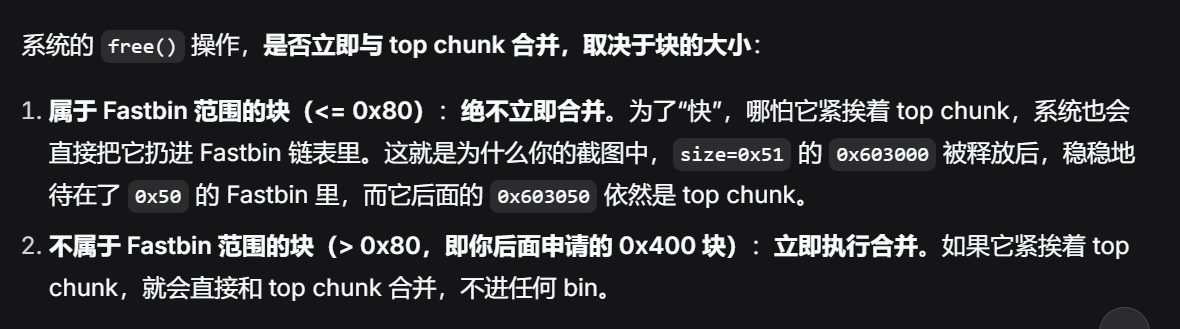 系统的 free() 操作，是否立即与 top chunk 合并，取决于块的大小：
1. 属于 Fastbin 范围的块（<= 0x80）：绝不立即合并。为了“快”，哪怕它紧挨着 top chunk，系统也会
直接把它扔进 Fastbin 链表里。这就是为什么你的截图中，size=0x51 的 0x603000 被释放后，稳稳地
待在了 0x50 的 Fastbin 里，而它后面的 0x603050 依然是 top chunk。
2. 不属于 Fastbin 范围的块（> 0x80，即你后面申请的 0x400 块）：立即执行合并。如果它紧挨着 top
chunk，就会直接和 top chunk 合并，不进任何 bin。